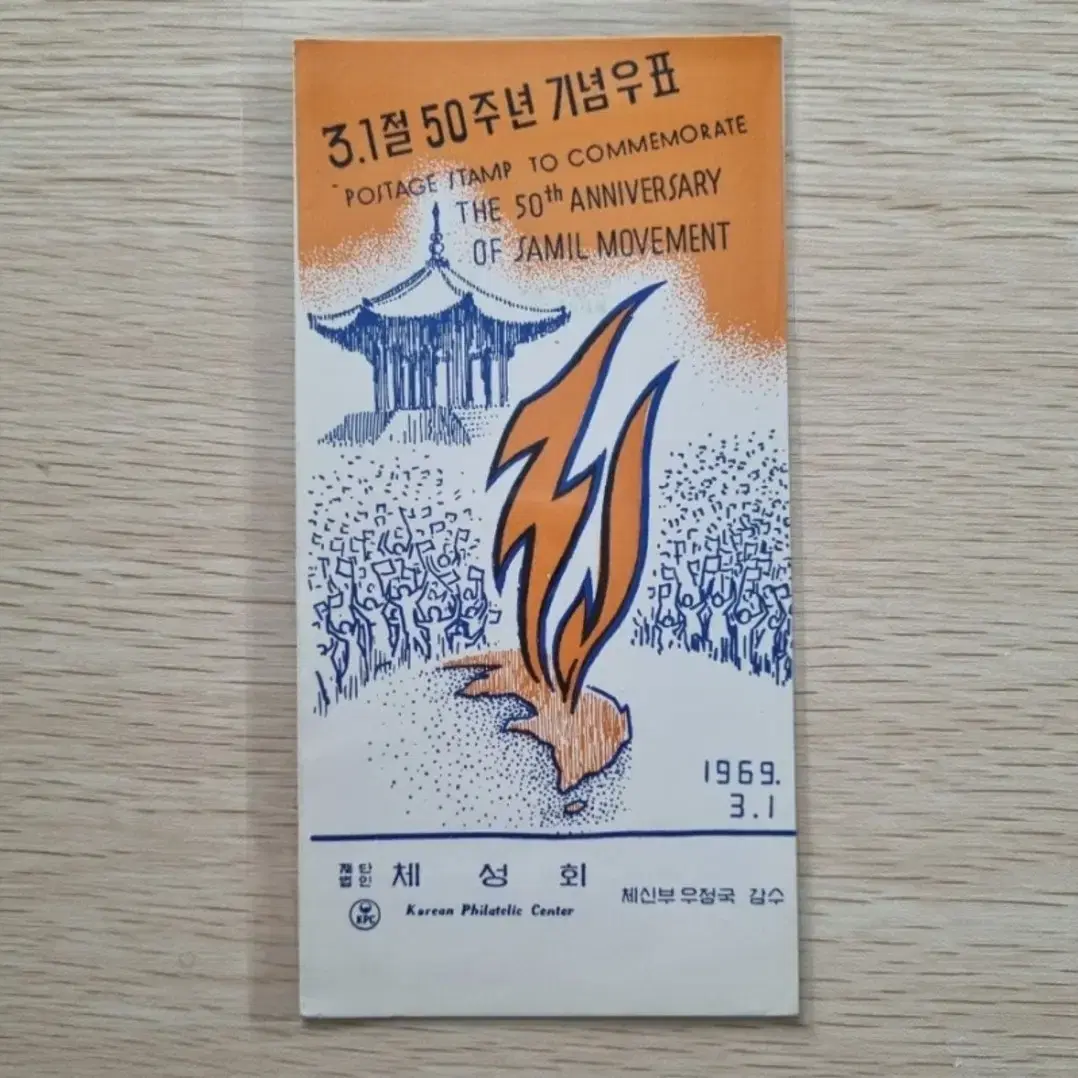 3.1절 50주년 기념우표
POSTAGE STAMP TO COMMEMORATE
THE 50th ANNIVERSARY
OF SAMIL MOVEMENT
1969.
3.1
재단
법인
체성회
KPC
Korean Philatelic Center
체신부 우정국 감수